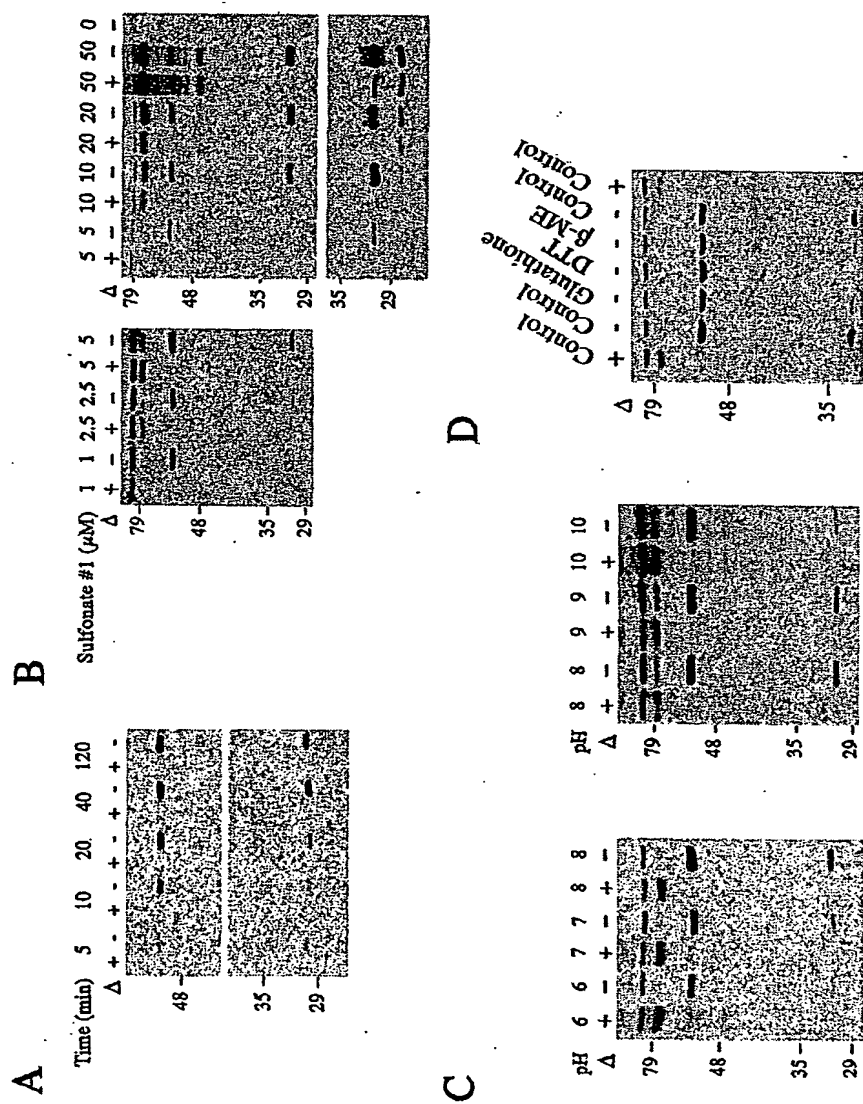 A
Time (min) 5 10 20. 40 120
Δ + - + - + - + - + -
48 –
35 –
29 –
B
Sulfonate #1 (μM) 1 1 2.5 2.5 5 5
Δ + - + - + -
79 –
48 –
35 –
29 –
5 5 10 10 20 20 50 50 0
Δ + - + - + - + - -
79 –
48 –
35 –
29 –
35 –
29 –
C
pH 6 6 7 7 8 8
Δ + - + - + -
79 –
48 –
35 –
29 –
pH 8 8 9 9 10 10
Δ + - + - + -
79 –
48 –
35 –
29 –
D
Control
Control
Glutathione
DTT
β-ME
Control
Control
Δ + - - - - - +
79 –
48 –
35 –